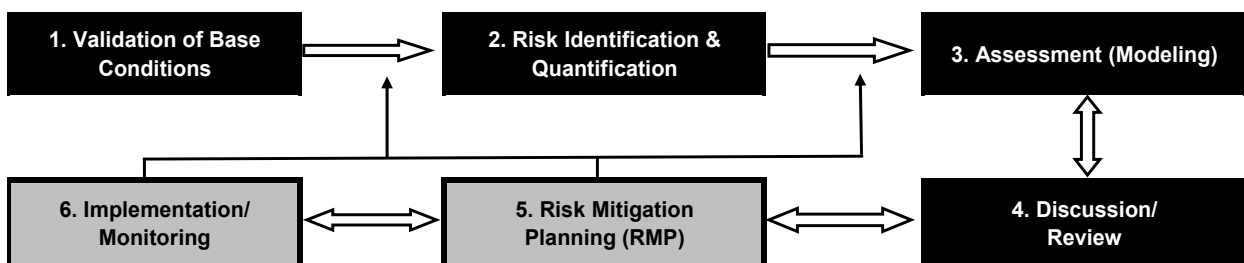 1. Validation of Base
Conditions
2. Risk Identification &
Quantification
3. Assessment (Modeling)
6. Implementation/
Monitoring
5. Risk Mitigation
Planning (RMP)
4. Discussion/
Review